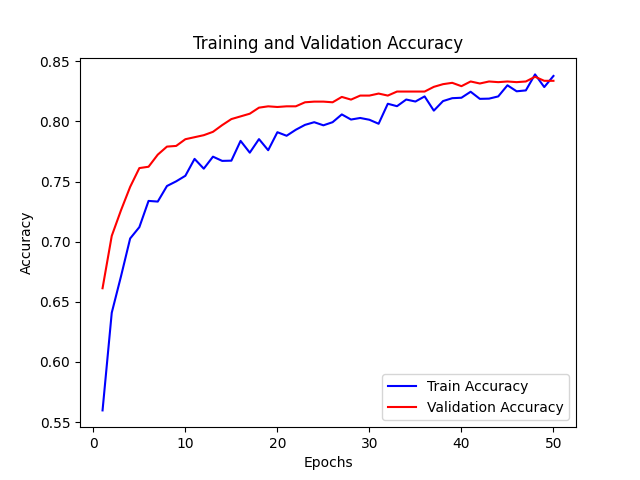 Training and Validation Accuracy
0.85
0.80
0.75
0.70
0.65
0.60
0.55
Accuracy
0
10
20
30
40
50
Epochs
Train Accuracy
Validation Accuracy